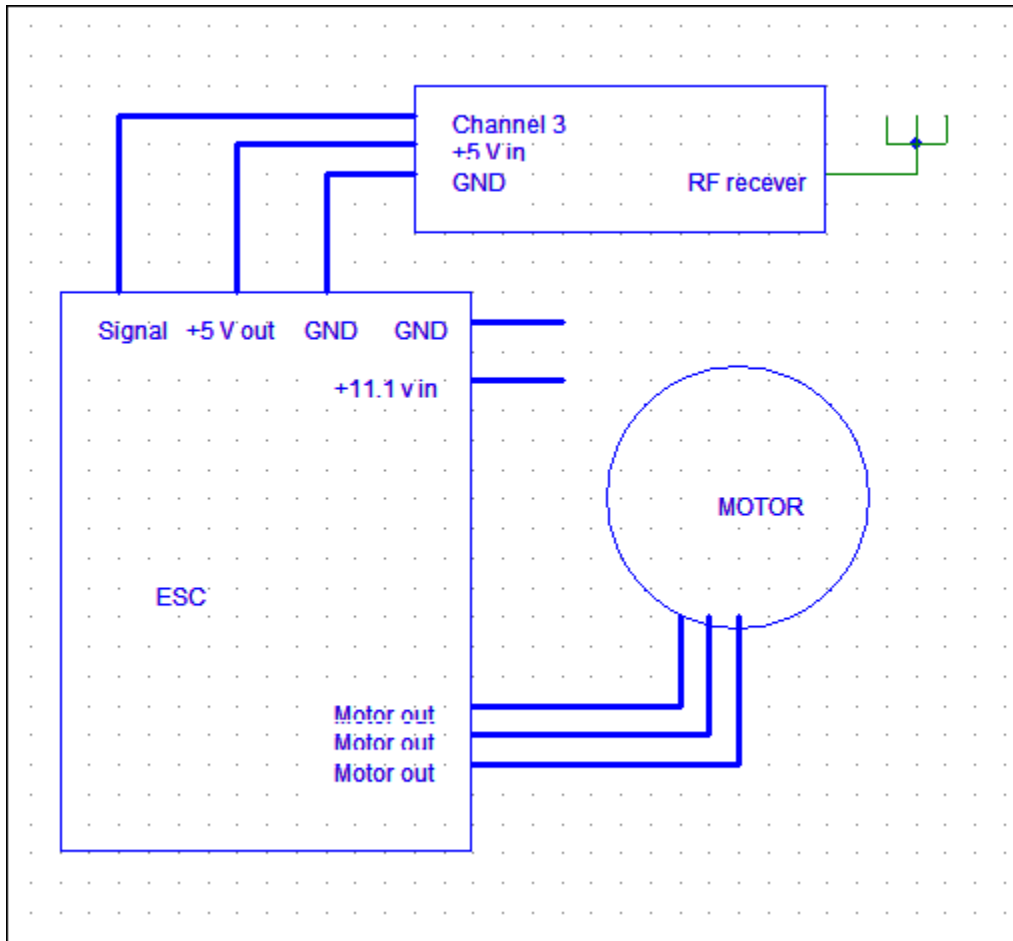 Channel 3
+5 V in
GND
RF recever
Signal
+5 V out
GND
GND
+11.1 v in
MOTOR
ESC
Motor out
Motor out
Motor out